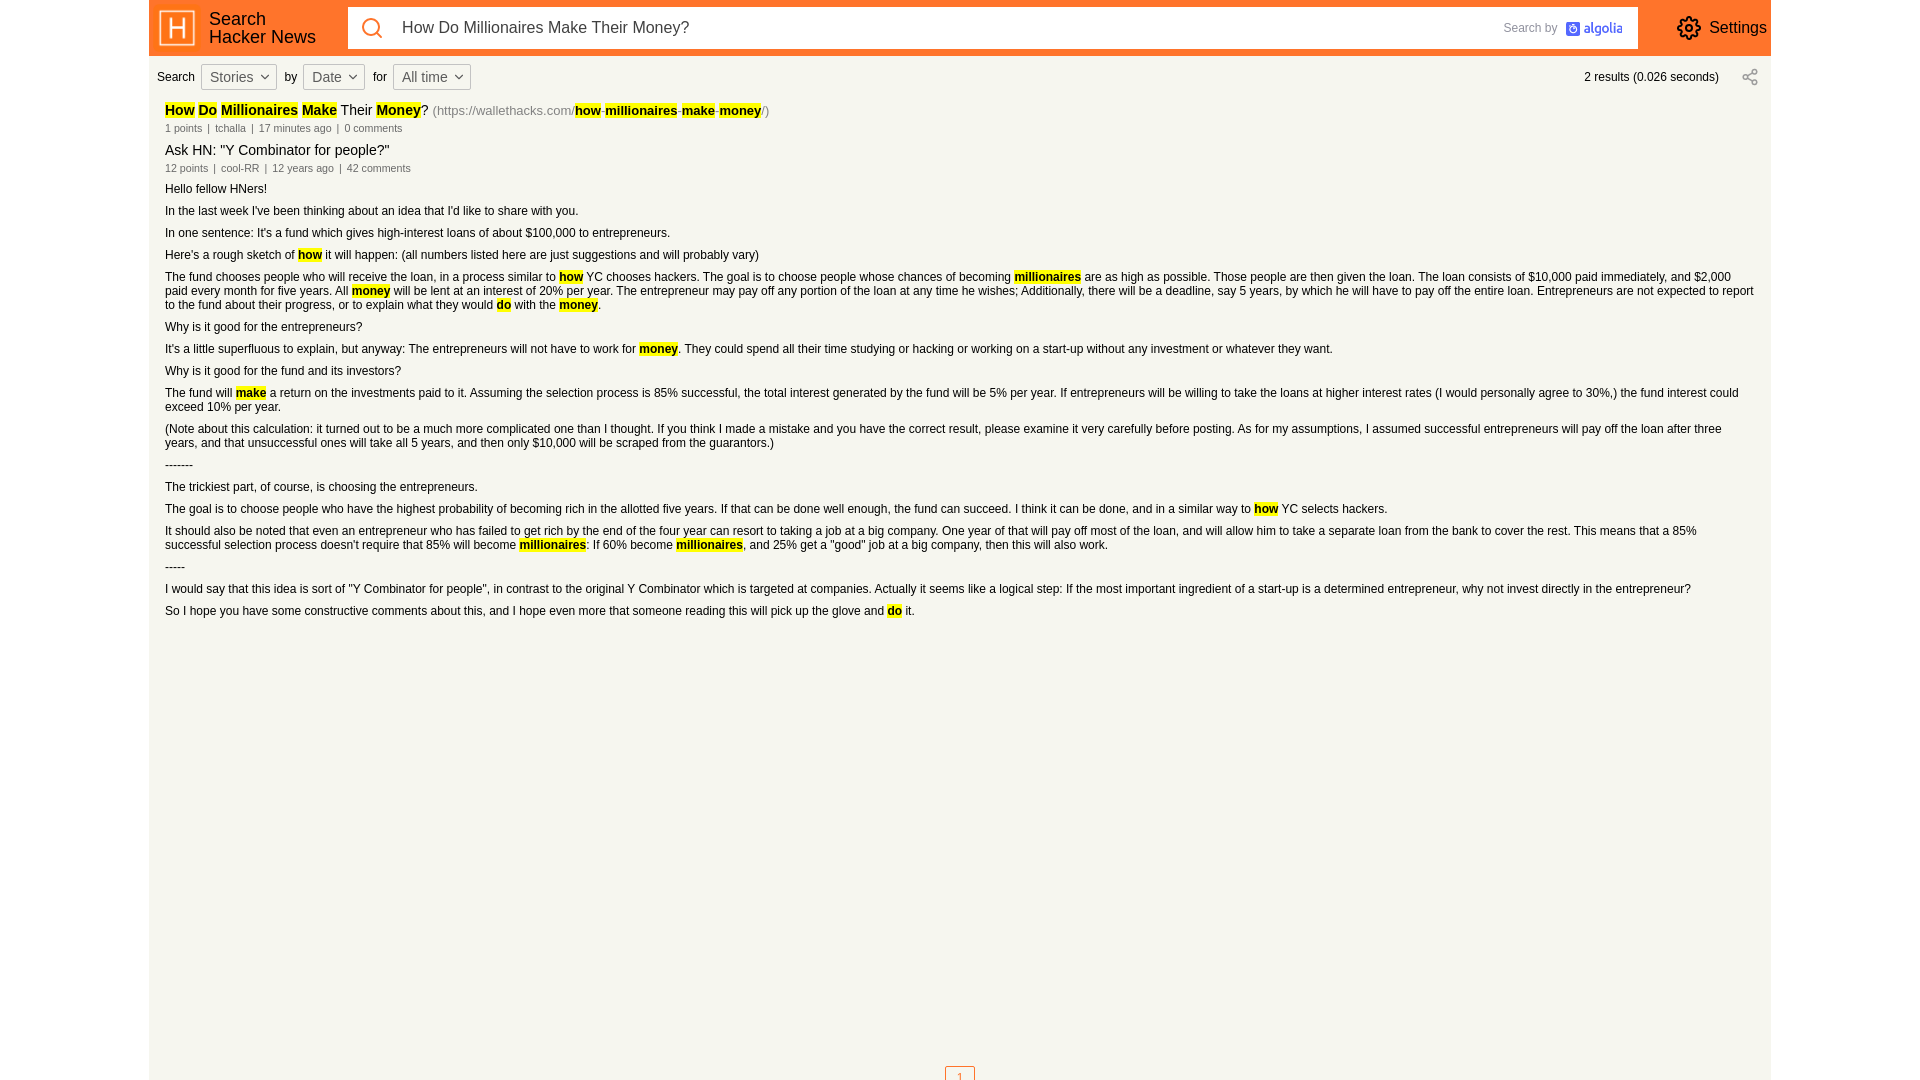 Search
Hacker News
How Do Millionaires Make Their Money?
Search by algolia
Settings
Search Stories by Date for All time
2 results (0.026 seconds)
How Do Millionaires Make Their Money? (https://wallethacks.com/how-millionaires-make-money/)
1 points | tchalla | 17 minutes ago | 0 comments
Ask HN: "Y Combinator for people?"
12 points | cool-RR | 12 years ago | 42 comments
Hello fellow HNers!
In the last week I've been thinking about an idea that I'd like to share with you.
In one sentence: It's a fund which gives high-interest loans of about $100,000 to entrepreneurs.
Here's a rough sketch of how it will happen: (all numbers listed here are just suggestions and will probably vary)
The fund chooses people who will receive the loan, in a process similar to how YC chooses hackers. The goal is to choose people whose chances of becoming millionaires are as high as possible. Those people are then given the loan. The loan consists of $10,000 paid immediately, and $2,000
paid every month for five years. All money will be lent at an interest of 20% per year. The entrepreneur may pay off any portion of the loan at any time he wishes; Additionally, there will be a deadline, say 5 years, by which he will have to pay off the entire loan. Entrepreneurs are not expected to report
to the fund about their progress, or to explain what they would do with the money.
Why is it good for the entrepreneurs?
It's a little superfluous to explain, but anyway: The entrepreneurs will not have to work for money. They could spend all their time studying or hacking or working on a start-up without any investment or whatever they want.
Why is it good for the fund and its investors?
The fund will make a return on the investments paid to it. Assuming the selection process is 85% successful, the total interest generated by the fund will be 5% per year. If entrepreneurs will be willing to take the loans at higher interest rates (I would personally agree to 30%,) the fund interest could
exceed 10% per year.
(Note about this calculation: it turned out to be a much more complicated one than I thought. If you think I made a mistake and you have the correct result, please examine it very carefully before posting. As for my assumptions, I assumed successful entrepreneurs will pay off the loan after three
years, and that unsuccessful ones will take all 5 years, and then only $10,000 will be scraped from the guarantors.)
-------
The trickiest part, of course, is choosing the entrepreneurs.
The goal is to choose people who have the highest probability of becoming rich in the allotted five years. If that can be done well enough, the fund can succeed. I think it can be done, and in a similar way to how YC selects hackers.
It should also be noted that even an entrepreneur who has failed to get rich by the end of the four year can resort to taking a job at a big company. One year of that will pay off most of the loan, and will allow him to take a separate loan from the bank to cover the rest. This means that a 85%
successful selection process doesn't require that 85% will become millionaires: If 60% become millionaires, and 25% get a "good" job at a big company, then this will also work.
-----
I would say that this idea is sort of "Y Combinator for people", in contrast to the original Y Combinator which is targeted at companies. Actually it seems like a logical step: If the most important ingredient of a start-up is a determined entrepreneur, why not invest directly in the entrepreneur?
So I hope you have some constructive comments about this, and I hope even more that someone reading this will pick up the glove and do it.
1